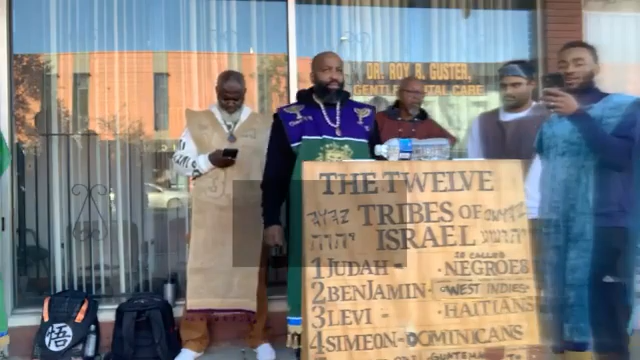 DR. ROY R. GUSTER,
GENTLE DENTAL CARE
THE TWELVE
TRIBES OF
ISRAEL
SO CALLED
1 JUDAH - NEGROES
2 BENJAMIN - WEST INDIES
3 LEVI - HAITIANS
4 SIMEON - DOMINICANS
悟